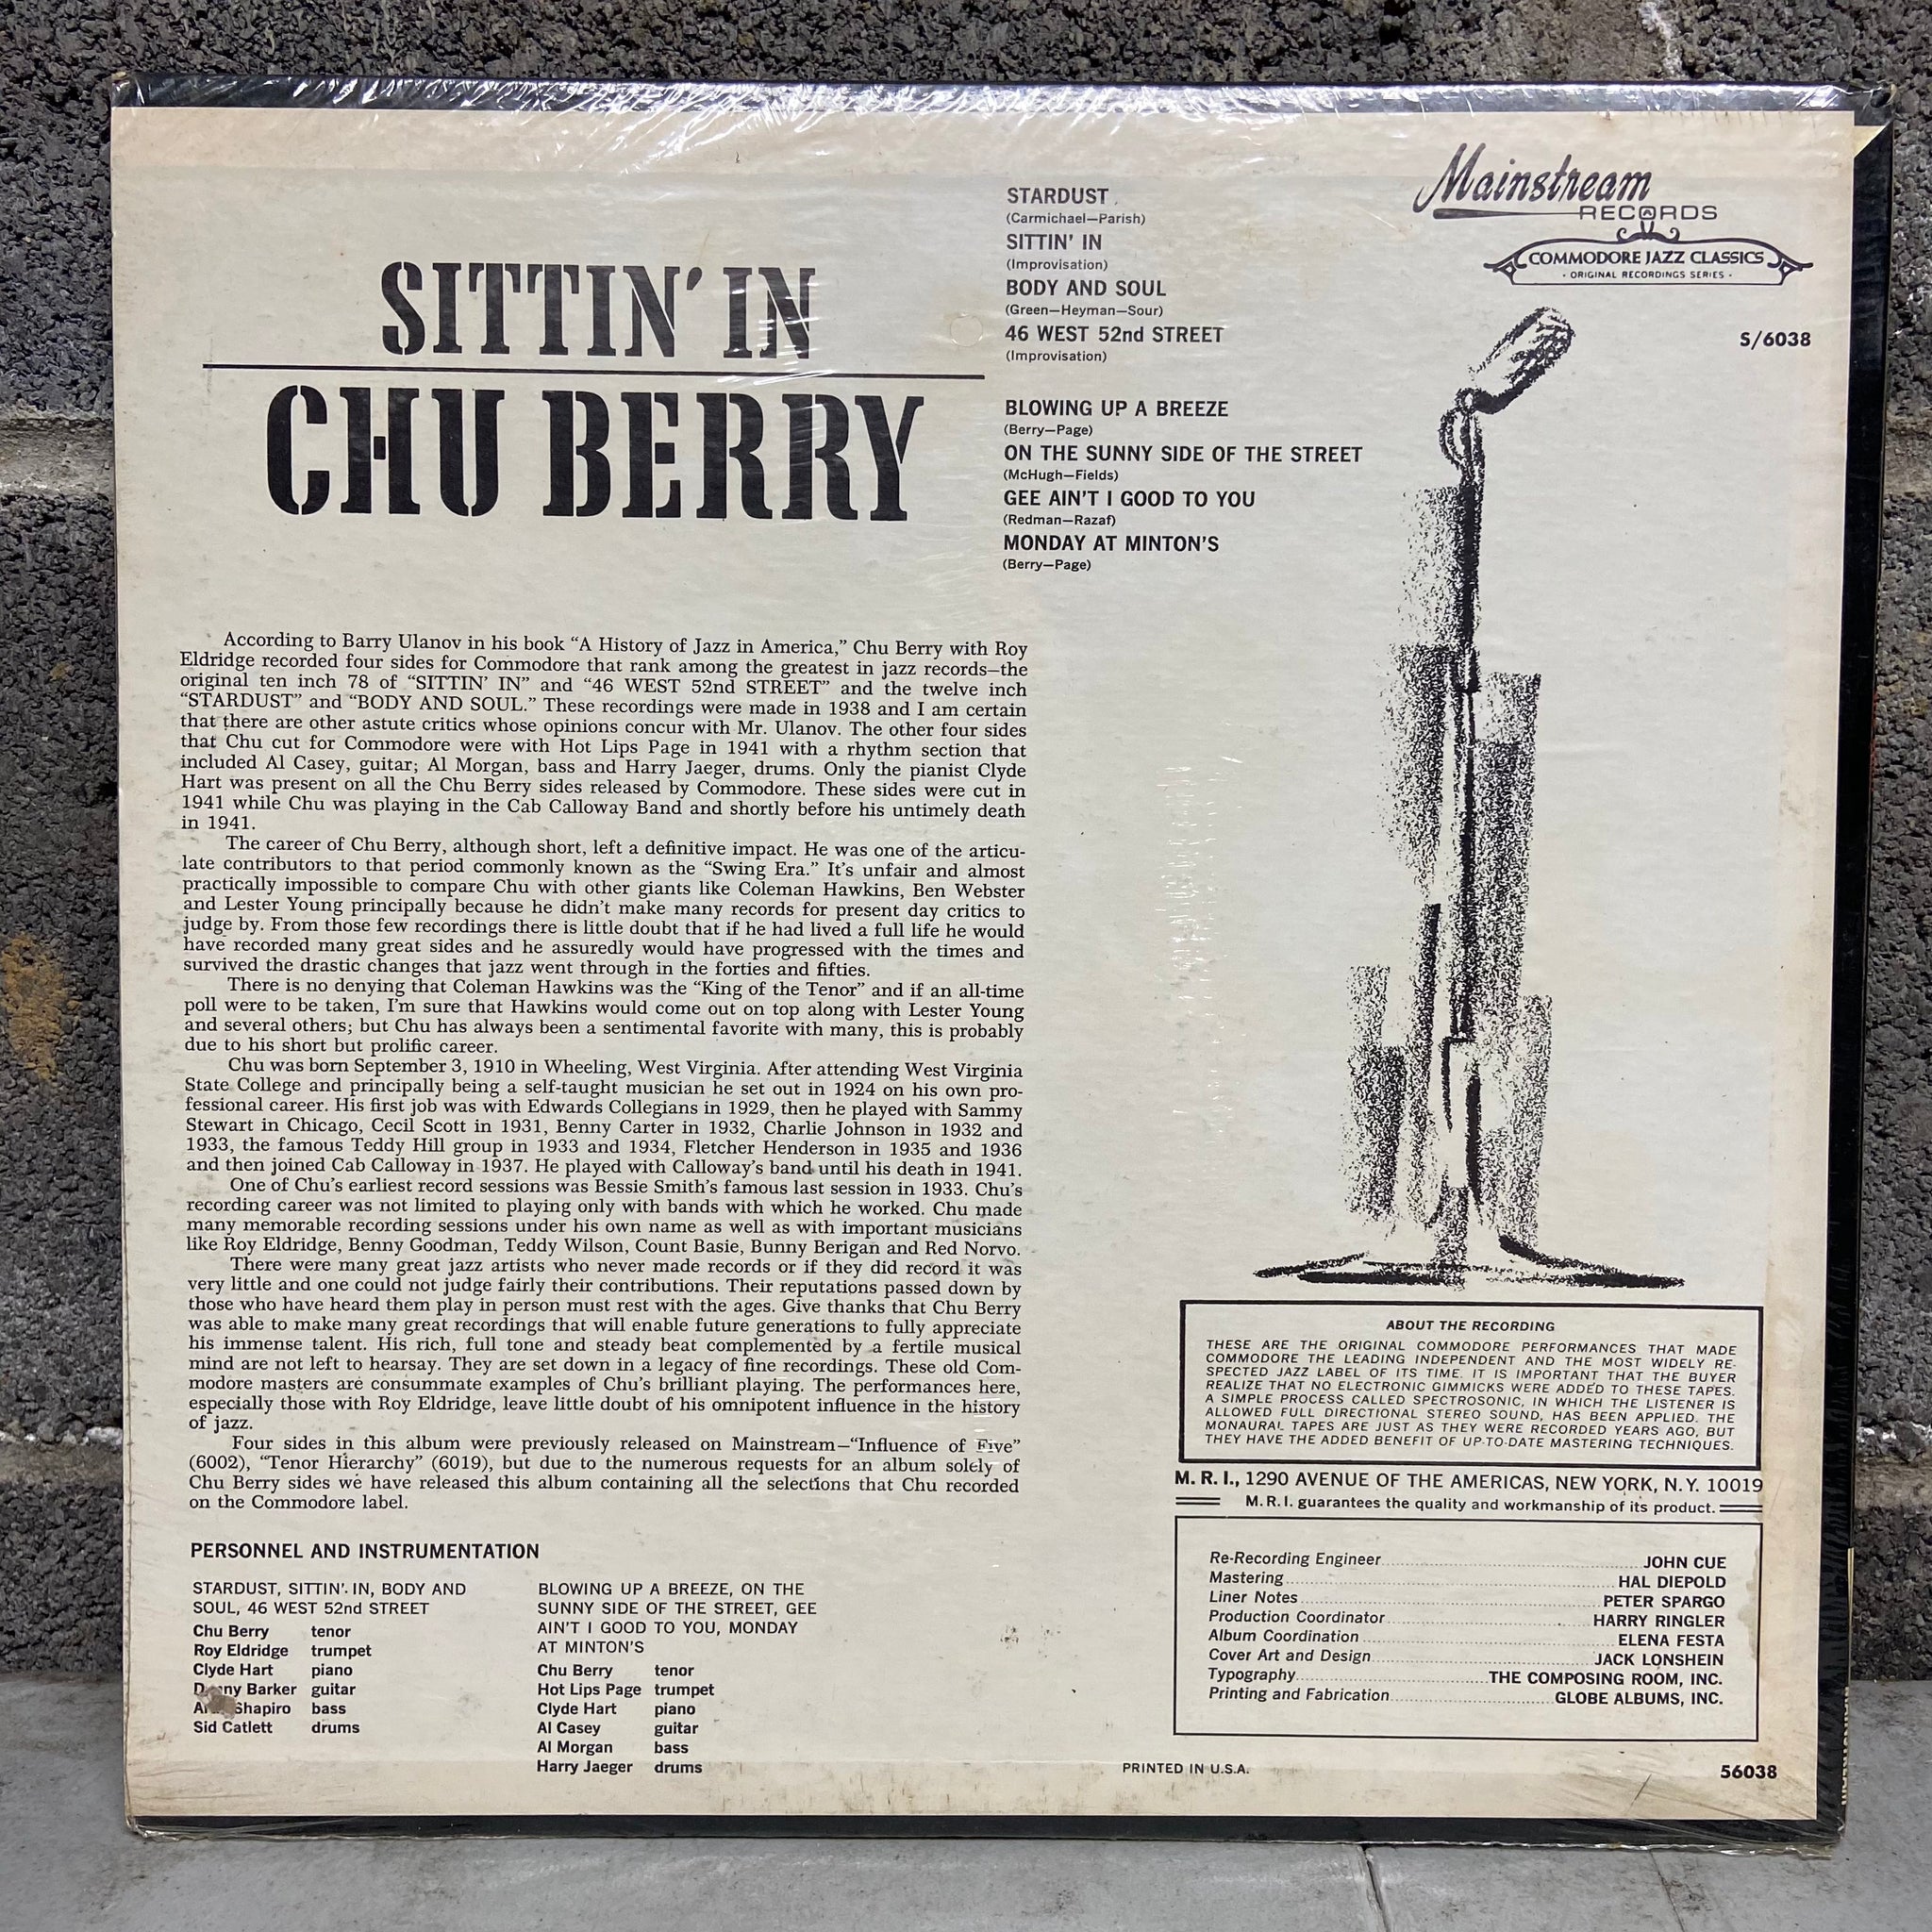 Mainstream
RECORDS
COMMODORE JAZZ CLASSICS
• ORIGINAL RECORDINGS SERIES •
S/6038
SITTIN' IN
CHU BERRY
STARDUST
(Carmichael—Parish)
SITTIN' IN
(Improvisation)
BODY AND SOUL
(Green—Heyman—Sour)
46 WEST 52nd STREET
(Improvisation)
BLOWING UP A BREEZE
(Berry—Page)
ON THE SUNNY SIDE OF THE STREET
(McHugh—Fields)
GEE AIN'T I GOOD TO YOU
(Redman—Razaf)
MONDAY AT MINTON'S
(Berry—Page)
According to Barry Ulanov in his book “A History of Jazz in America,” Chu Berry with Roy
Eldridge recorded four sides for Commodore that rank among the greatest in jazz records—the
original ten inch 78 of “SITTIN' IN” and “46 WEST 52nd STREET” and the twelve inch
“STARDUST” and “BODY AND SOUL.” These recordings were made in 1938 and I am certain
that there are other astute critics whose opinions concur with Mr. Ulanov. The other four sides
that Chu cut for Commodore were with Hot Lips Page in 1941 with a rhythm section that
included Al Casey, guitar; Al Morgan, bass and Harry Jaeger, drums. Only the pianist Clyde
Hart was present on all the Chu Berry sides released by Commodore. These sides were cut in
1941 while Chu was playing in the Cab Calloway Band and shortly before his untimely death
in 1941.
The career of Chu Berry, although short, left a definitive impact. He was one of the articu-
late contributors to that period commonly known as the “Swing Era.” It's unfair and almost
practically impossible to compare Chu with other giants like Coleman Hawkins, Ben Webster
and Lester Young principally because he didn't make many records for present day critics to
judge by. From those few recordings there is little doubt that if he had lived a full life he would
have recorded many great sides and he assuredly would have progressed with the times and
survived the drastic changes that jazz went through in the forties and fifties.
There is no denying that Coleman Hawkins was the “King of the Tenor” and if an all-time
poll were to be taken, I'm sure that Hawkins would come out on top along with Lester Young
and several others; but Chu has always been a sentimental favorite with many, this is probably
due to his short but prolific career.
Chu was born September 3, 1910 in Wheeling, West Virginia. After attending West Virginia
State College and principally being a self-taught musician he set out in 1924 on his own pro-
fessional career. His first job was with Edwards Collegians in 1929, then he played with Sammy
Stewart in Chicago, Cecil Scott in 1931, Benny Carter in 1932, Charlie Johnson in 1932 and
1933, the famous Teddy Hill group in 1933 and 1934, Fletcher Henderson in 1935 and 1936
and then joined Cab Calloway in 1937. He played with Calloway's band until his death in 1941.
One of Chu's earliest record sessions was Bessie Smith's famous last session in 1933. Chu's
recording career was not limited to playing only with bands with which he worked. Chu made
many memorable recording sessions under his own name as well as with important musicians
like Roy Eldridge, Benny Goodman, Teddy Wilson, Count Basie, Bunny Berigan and Red Norvo.
There were many great jazz artists who never made records or if they did record it was
very little and one could not judge fairly their contributions. Their reputations passed down by
those who have heard them play in person must rest with the ages. Give thanks that Chu Berry
was able to make many great recordings that will enable future generations to fully appreciate
his immense talent. His rich, full tone and steady beat complemented by a fertile musical
mind are not left to hearsay. They are set down in a legacy of fine recordings. These old Com-
modore masters are consummate examples of Chu's brilliant playing. The performances here,
especially those with Roy Eldridge, leave little doubt of his omnipotent influence in the history
of jazz.
Four sides in this album were previously released on Mainstream—“Influence of Five”
(6002), “Tenor Hierarchy” (6019), but due to the numerous requests for an album solely of
Chu Berry sides we have released this album containing all the selections that Chu recorded
on the Commodore label.
PERSONNEL AND INSTRUMENTATION
STARDUST, SITTIN' IN, BODY AND
SOUL, 46 WEST 52nd STREET
Chu Berry tenor
Roy Eldridge trumpet
Clyde Hart piano
Barker guitar
Shapiro bass
Sid Catlett drums
BLOWING UP A BREEZE, ON THE
SUNNY SIDE OF THE STREET, GEE
AIN'T I GOOD TO YOU, MONDAY
AT MINTON'S
Chu Berry tenor
Hot Lips Page trumpet
Clyde Hart piano
Al Casey guitar
Al Morgan bass
Harry Jaeger drums
ABOUT THE RECORDING
THESE ARE THE ORIGINAL COMMODORE PERFORMANCES THAT MADE
COMMODORE THE LEADING INDEPENDENT AND THE MOST WIDELY RE-
SPECTED JAZZ LABEL OF ITS TIME. IT IS IMPORTANT THAT THE BUYER
REALIZE THAT NO ELECTRONIC GIMMICKS WERE ADDED TO THESE TAPES.
A SIMPLE PROCESS CALLED SPECTROSONIC, IN WHICH THE LISTENER IS
ALLOWED FULL DIRECTIONAL STEREO SOUND, HAS BEEN APPLIED. THE
MONAURAL TAPES ARE JUST AS THEY WERE RECORDED YEARS AGO, BUT
THEY HAVE THE ADDED BENEFIT OF UP-TO-DATE MASTERING TECHNIQUES.
M. R. I., 1290 AVENUE OF THE AMERICAS, NEW YORK, N.Y. 10019
M. R. I. guarantees the quality and workmanship of its product.
Re-Recording Engineer JOHN CUE
Mastering HAL DIEPOLD
Liner Notes PETER SPARGO
Production Coordinator HARRY RINGLER
Album Coordination ELENA FESTA
Cover Art and Design JACK LONSHEIN
Typography THE COMPOSING ROOM, INC.
Printing and Fabrication GLOBE ALBUMS, INC.
PRINTED IN U.S.A.
56038